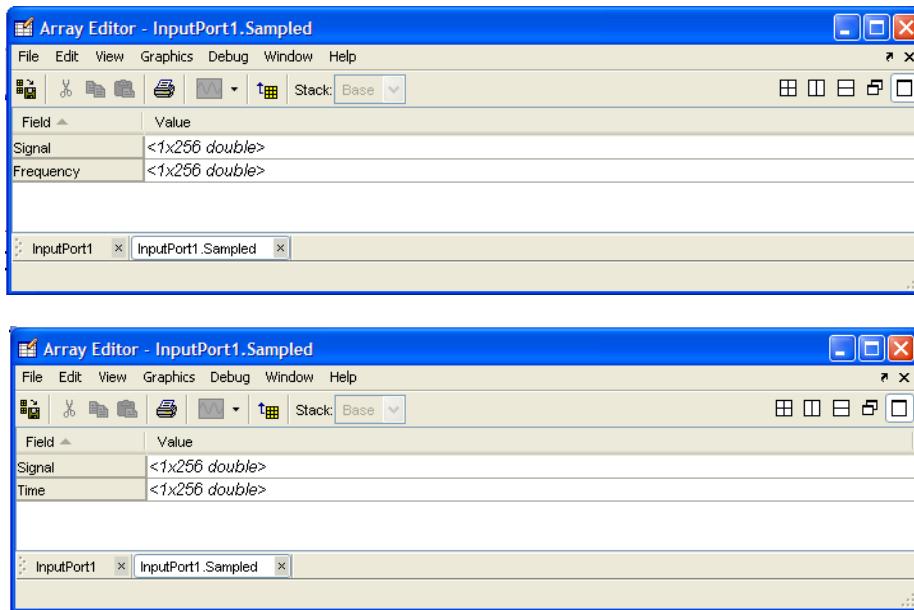 Array Editor - InputPort1.Sampled
File Edit View Graphics Debug Window Help
Stack: Base
Field Value
Signal <1x256 double>
Frequency <1x256 double>
InputPort1 InputPort1.Sampled
Array Editor - InputPort1.Sampled
File Edit View Graphics Debug Window Help
Stack: Base
Field Value
Signal <1x256 double>
Time <1x256 double>
InputPort1 InputPort1.Sampled